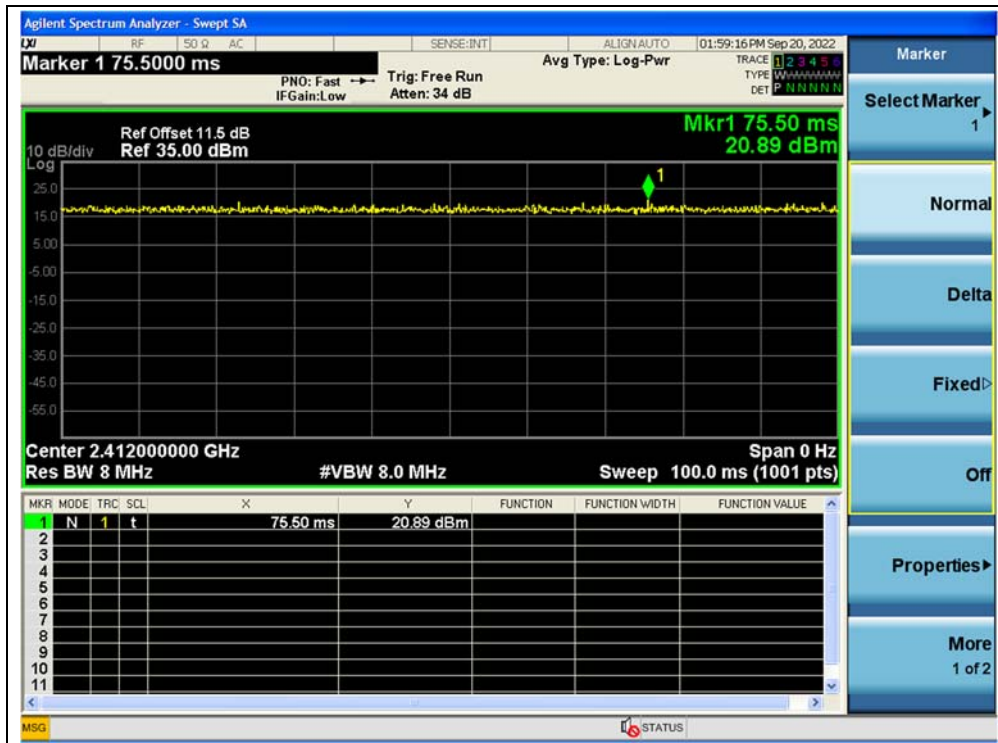 Agilent Spectrum Analyzer - Swept SA
LXI RF 50 Ω AC SENSE:INT ALIGN AUTO 01:59:16 PM Sep 20, 2022
Marker 1 75.5000 ms
PNO: Fast
IFGain:Low
Trig: Free Run
Atten: 34 dB
Avg Type: Log-Pwr
TRACE 1 2 3 4 5 6
TYPE W
DET P N N N N N
Ref Offset 11.5 dB
Ref 35.00 dBm
10 dB/div
Log
Mkr1 75.50 ms
20.89 dBm
1
25.0
15.0
5.00
-5.00
-15.0
-25.0
-35.0
-45.0
-55.0
Center 2.412000000 GHz
Span 0 Hz
Res BW 8 MHz
#VBW 8.0 MHz
Sweep 100.0 ms (1001 pts)
MKR MODE TRC SCL X Y FUNCTION FUNCTION WIDTH FUNCTION VALUE
1 N 1 t 75.50 ms 20.89 dBm
2
3
4
5
6
7
8
9
10
11
MSG
STATUS
Marker
Select Marker
1
Normal
Delta
Fixed
Off
Properties
More
1 of 2